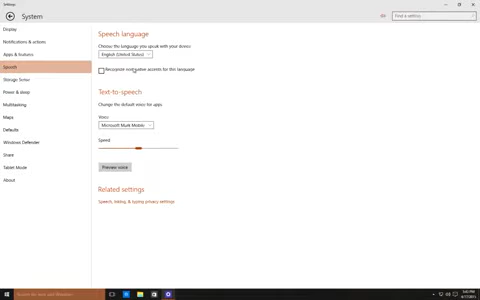 Settings
System
Find a setting
Display
Notifications & actions
Apps & features
Speech
Storage Sense
Power & sleep
Multitasking
Maps
Defaults
Windows Defender
Share
Tablet Mode
About
Speech language
Choose the language you speak with your device
English (United States)
Recognize non-native accents for this language
Text-to-speech
Change the default voice for apps
Voice
Microsoft Mark Mobile
Speed
Preview voice
Related settings
Speech, inking, & typing privacy settings